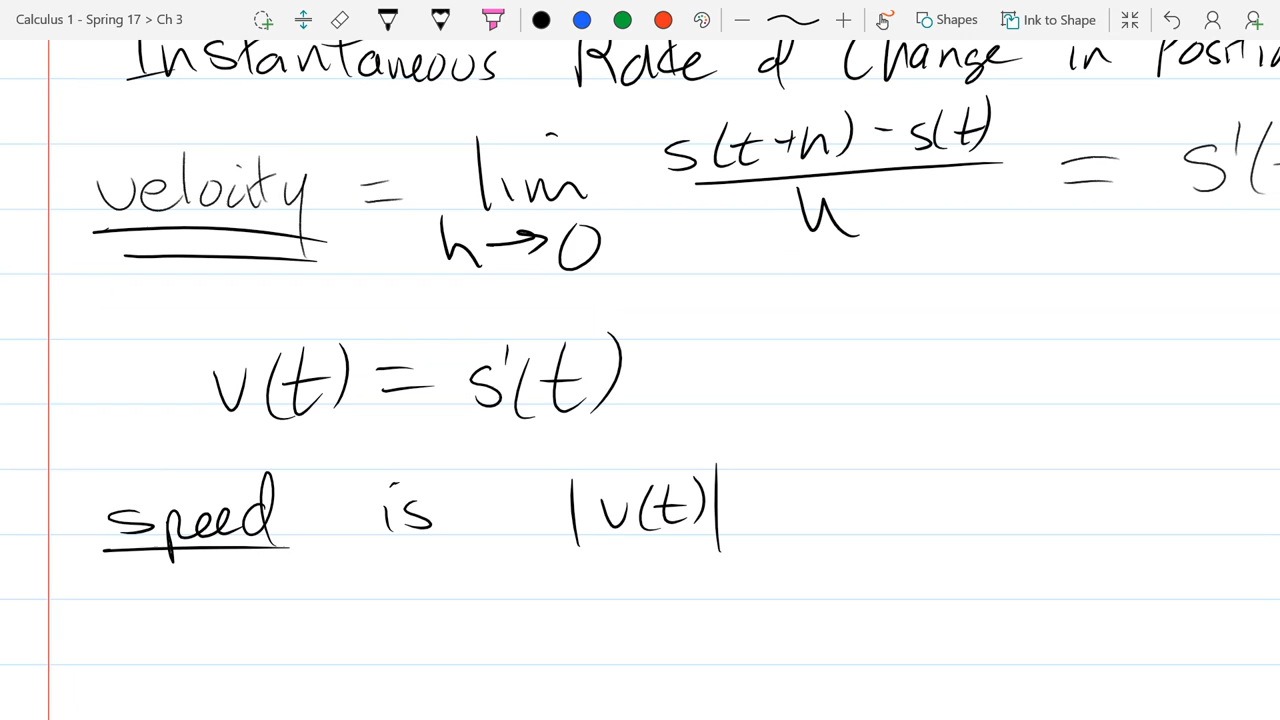 Calculus 1 - Spring 17 > Ch 3 Shapes Ink to Shape
Instantaneous Rate of Change in Positi
velocity = lim h→0 s(t+h) - s(t) / h = s'(
v(t) = s'(t)
speed is |v(t)|